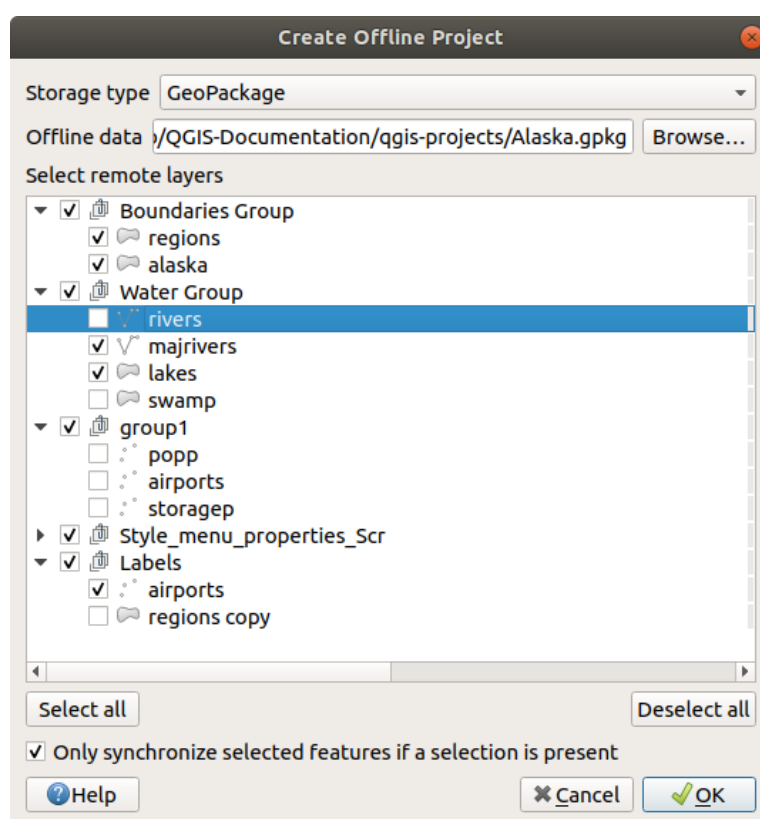 Create Offline Project
Storage type GeoPackage
Offline data /QGIS-Documentation/qgis-projects/Alaska.gpkg Browse...
Select remote layers
Boundaries Group
regions
alaska
Water Group
rivers
majrivers
lakes
swamp
group1
popp
airports
storagep
Style_menu_properties_Scr
Labels
airports
regions copy
Select all Deselect all
Only synchronize selected features if a selection is present
Help Cancel OK